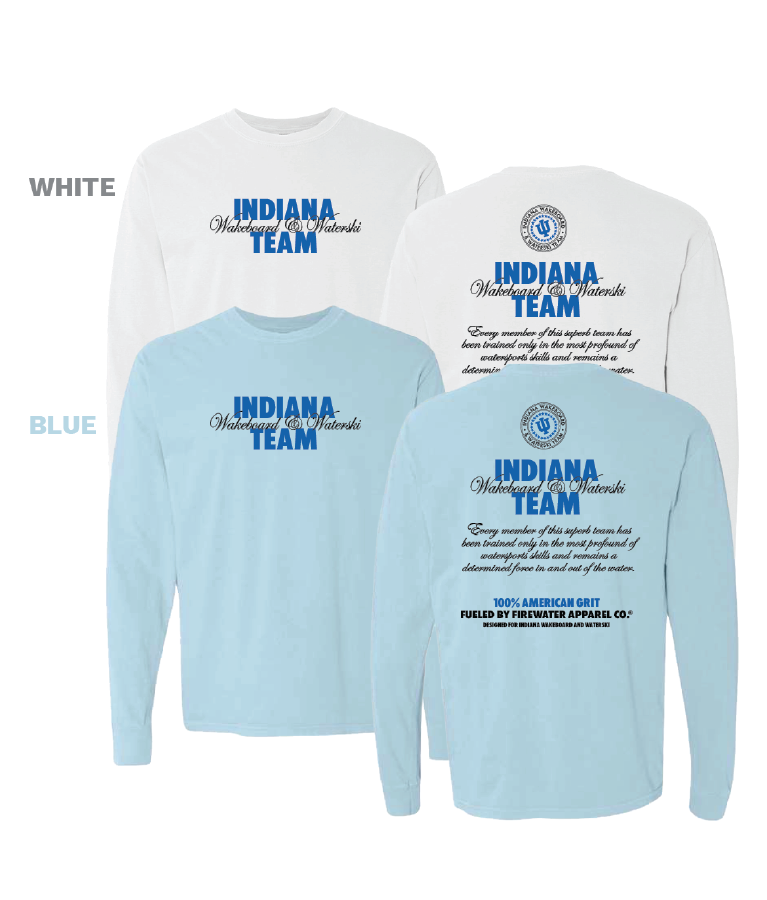 WHITE
INDIANA
Wakeboard & Waterski
TEAM
INDIANA WAKEBOARD
& WATERSKI TEAM
INDIANA
Wakeboard & Waterski
TEAM
Every member of this superb team has
been trained only in the most profound of
watersports skills and remains a
water.
BLUE
INDIANA
Wakeboard & Waterski
TEAM
INDIANA WAKEBOARD
& WATERSKI TEAM
INDIANA
Wakeboard & Waterski
TEAM
Every member of this superb team has
been trained only in the most profound of
watersports skills and remains a
determined force in and out of the water.
100% AMERICAN GRIT
FUELED BY FIREWATER APPAREL CO.®
DESIGNED FOR INDIANA WAKEBOARD AND WATERSKI